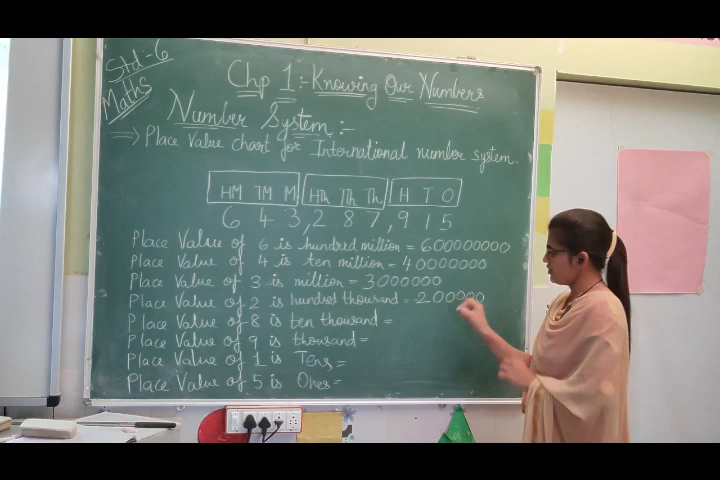 Std:-6
Maths
Chp 1:- Knowing Our Numbers
Number System:-
⇒ Place Value chart for International number system.
HM TM M HTh TTh Th H T O
6 4 3,2 8 7,9 1 5
Place Value of 6 is hundred million = 600000000
Place Value of 4 is ten million = 40000000
Place Value of 3 is million = 3000000
Place Value of 2 is hundred thousand = 200000
Place Value of 8 is ten thousand =
Place Value of 9 is thousand =
Place Value of 1 is Tens =
Place Value of 5 is Ones =